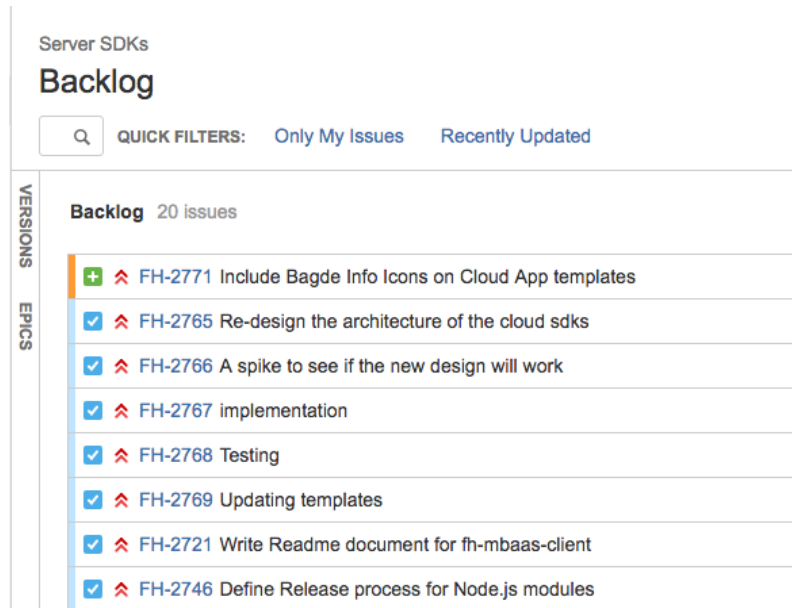 Server SDKs
Backlog
QUICK FILTERS: Only My Issues Recently Updated
VERSIONS
EPICS
Backlog 20 issues
FH-2771 Include Bagde Info Icons on Cloud App templates
FH-2765 Re-design the architecture of the cloud sdks
FH-2766 A spike to see if the new design will work
FH-2767 implementation
FH-2768 Testing
FH-2769 Updating templates
FH-2721 Write Readme document for fh-mbaas-client
FH-2746 Define Release process for Node.js modules